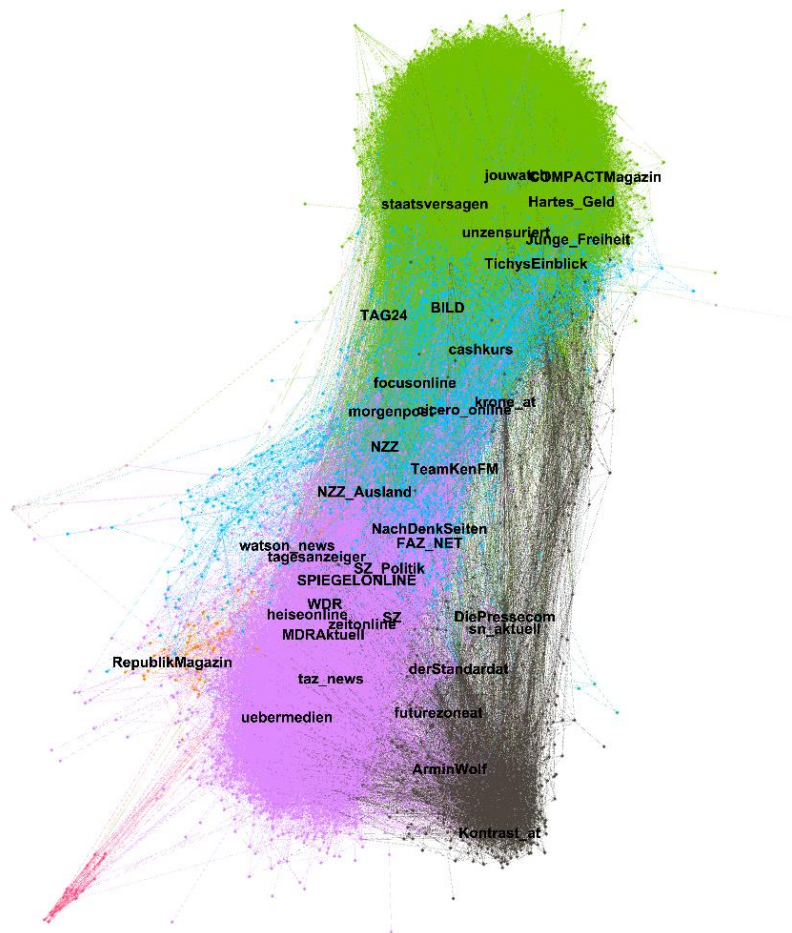 jouwatch
COMPACTMagazin
staatsversagen
Hartes_Geld
unzensuriert
Junge_Freiheit
TichysEinblick
TAG24
BILD
cashkurs
focusonline
morgenpost
cicero_online
krone_at
NZZ
TeamKenFM
NZZ_Ausland
NachDenkSeiten
FAZ_NET
watson_news
tagesanzeiger
SZ_Politik
SPIEGELONLINE
WDR
heiseonline
zeitonline
SZ
DiePressecom
sn_aktuell
MDRAktuell
RepublikMagazin
derStandardat
taz_news
uebermedien
futurezoneat
ArminWolf
Kontrast_at